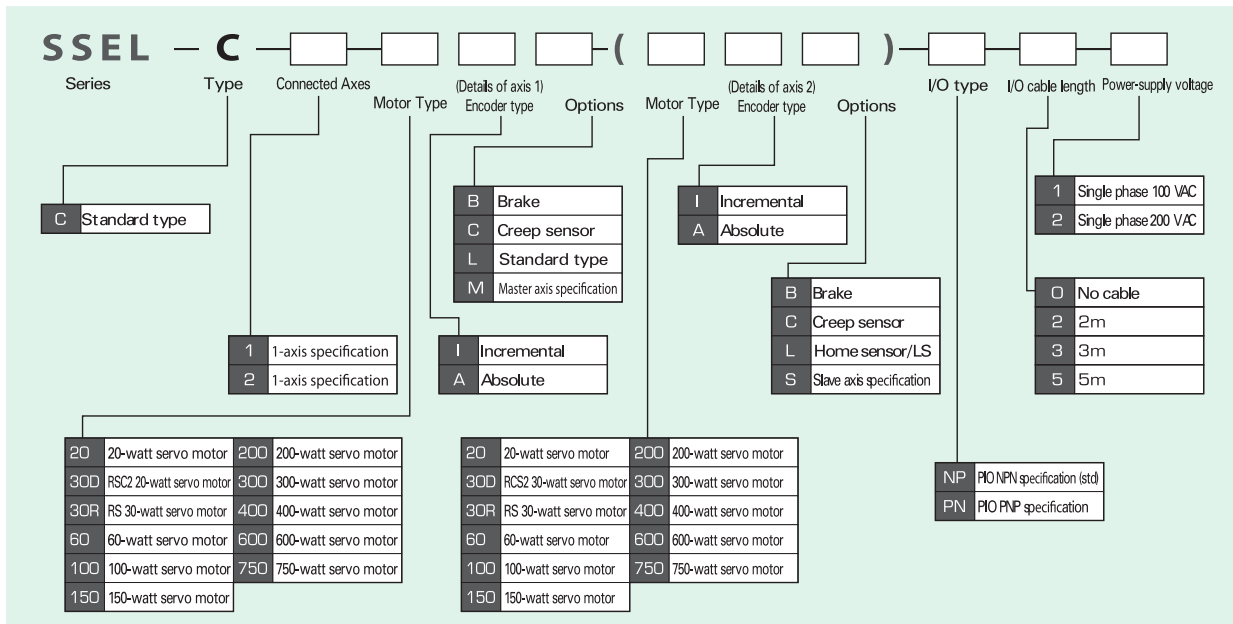 SSEL – C – – ( ) – – –
Series
Type
Connected Axes
Motor Type
(Details of axis 1)
Encoder type
Options
Motor Type
(Details of axis 2)
Encoder type
Options
I/O type
I/O cable length
Power-supply voltage
C Standard type
1 1-axis specification
2 1-axis specification
B Brake
C Creep sensor
L Standard type
M Master axis specification
I Incremental
A Absolute
I Incremental
A Absolute
B Brake
C Creep sensor
L Home sensor/LS
S Slave axis specification
1 Single phase 100 VAC
2 Single phase 200 VAC
0 No cable
2 2m
3 3m
5 5m
20 20-watt servo motor 200 200-watt servo motor
30D RSC2 20-watt servo motor 300 300-watt servo motor
30R RS 30-watt servo motor 400 400-watt servo motor
60 60-watt servo motor 600 600-watt servo motor
100 100-watt servo motor 750 750-watt servo motor
150 150-watt servo motor
20 20-watt servo motor 200 200-watt servo motor
30D RCS2 30-watt servo motor 300 300-watt servo motor
30R RS 30-watt servo motor 400 400-watt servo motor
60 60-watt servo motor 600 600-watt servo motor
100 100-watt servo motor 750 750-watt servo motor
150 150-watt servo motor
NP PIO NPN specification (std)
PN PIO PNP specification